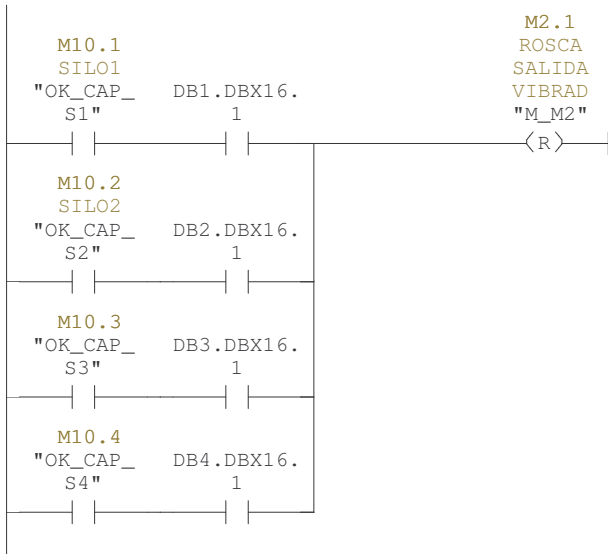 M2.1
ROSCA
SALIDA
VIBRAD
"M_M2"
R
M10.1
SILO1
"OK_CAP_
S1"
DB1.DBX16.
1
M10.2
SILO2
"OK_CAP_
S2"
DB2.DBX16.
1
M10.3
"OK_CAP_
S3"
DB3.DBX16.
1
M10.4
"OK_CAP_
S4"
DB4.DBX16.
1